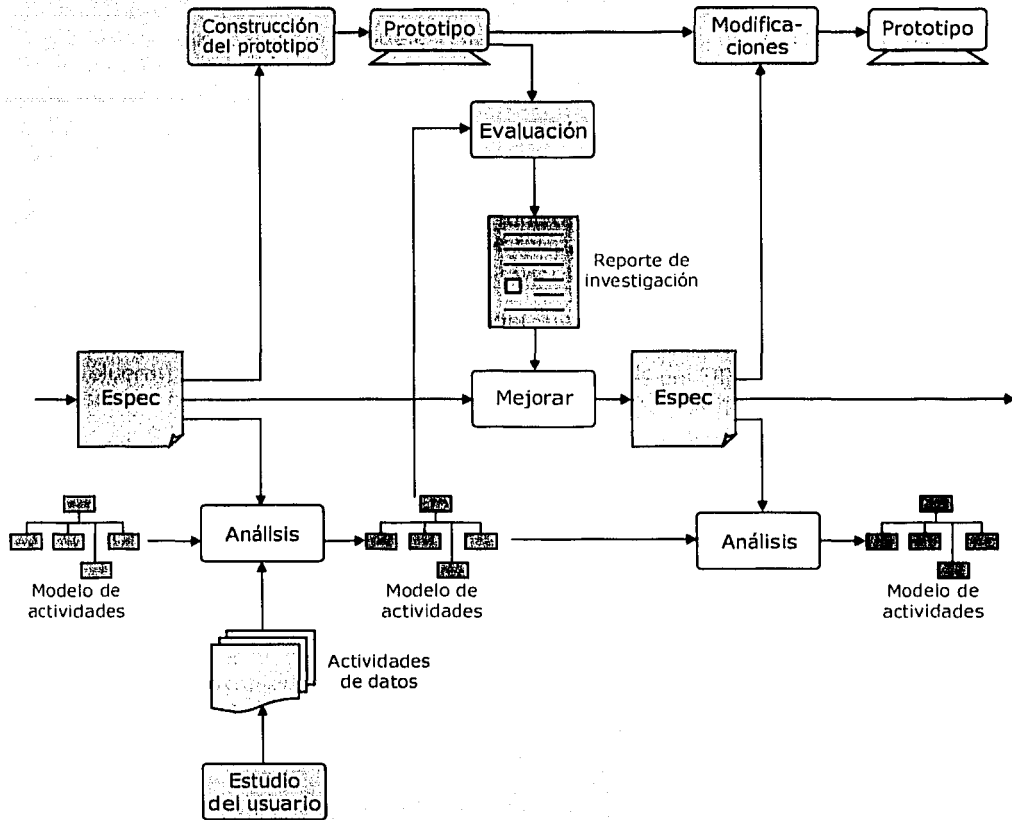 Construcción
del prototipo
Prototipo
Modifica-
ciones
Prototipo
Evaluación
Reporte de
investigación
Espec
Mejorar
Espec
Análisis
Análisis
Modelo de
actividades
Modelo de
actividades
Modelo de
actividades
Actividades
de datos
Estudio
del usuario